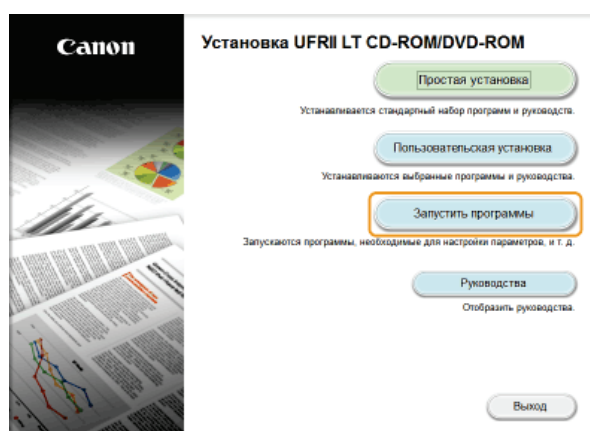 Canon
Установка UFRII LT CD-ROM/DVD-ROM
Простая установка
Устанавливается стандартный набор программ и руководств.
Пользовательская установка
Устанавливаются выбранные программы и руководства.
Запустить программы
Запускаются программы, необходимые для настройки параметров, и т. д.
Руководства
Отобразить руководства.
Выход